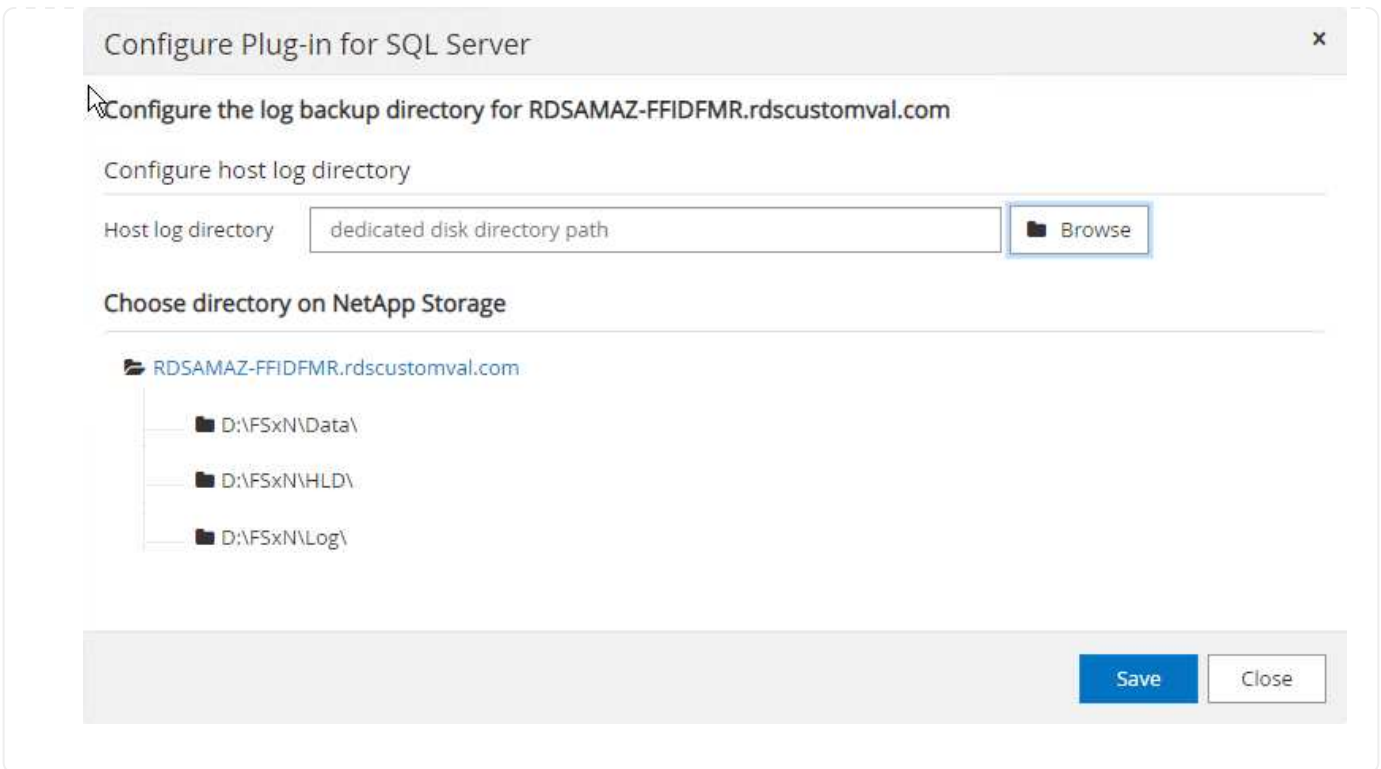 Configure Plug-in for SQL Server
×
Configure the log backup directory for RDSAMAZ-FFIDFMR.rdscustomval.com
Configure host log directory
Host log directory dedicated disk directory path Browse
Choose directory on NetApp Storage
RDSAMAZ-FFIDFMR.rdscustomval.com
D:\FSxN\Data\
D:\FSxN\HLD\
D:\FSxN\Log\
Save Close